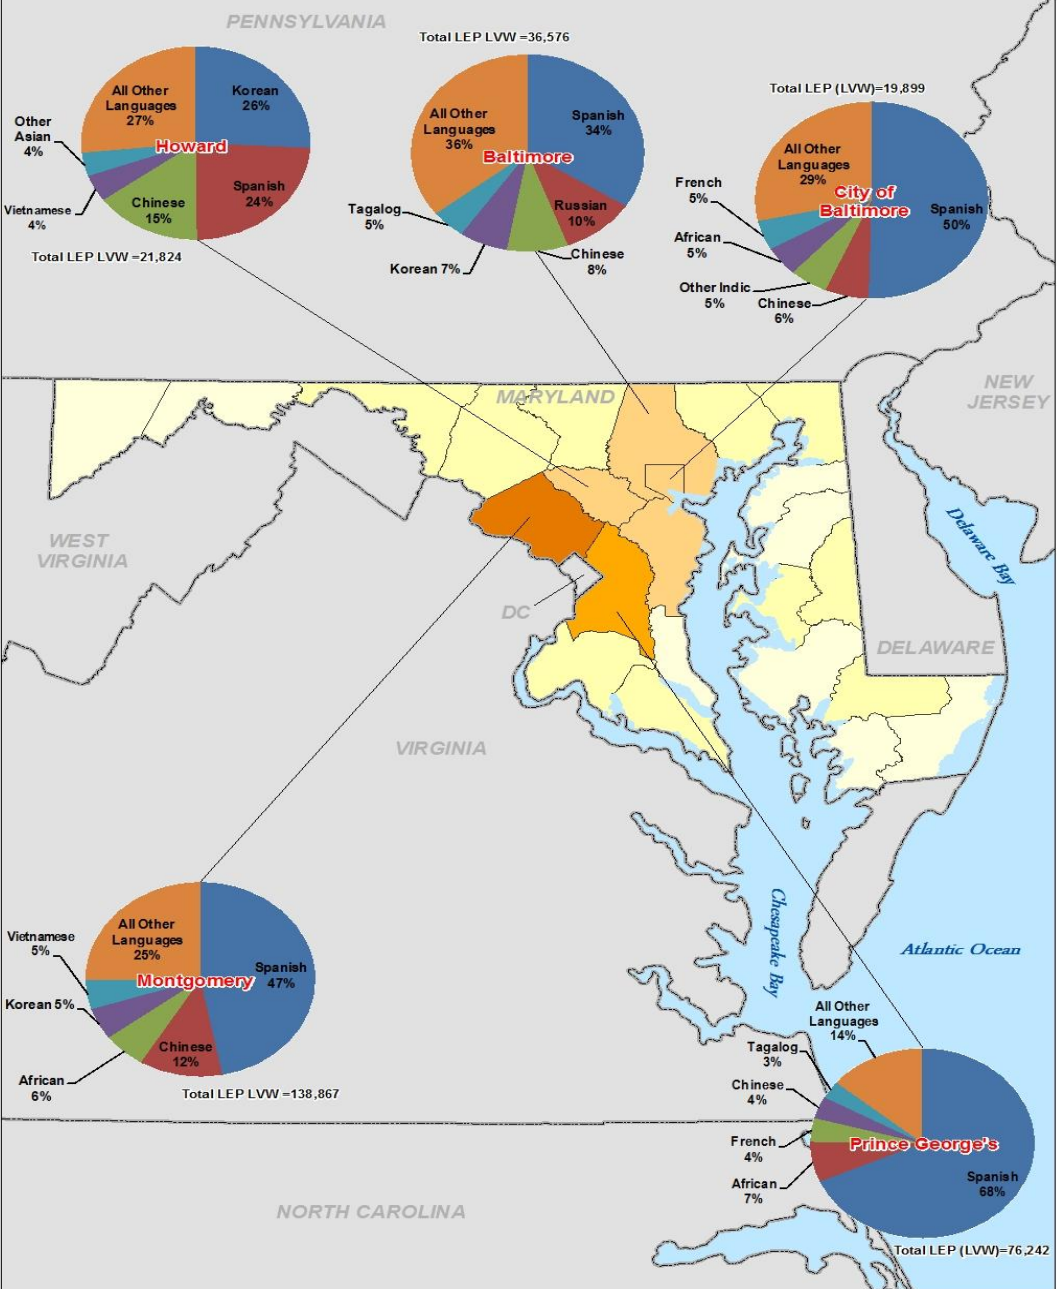 PENNSYLVANIA
Total LEP LVW =36,576
Total LEP (LVW)=19,899
All Other
Languages
27%
Korean
26%
Other
Asian
4%
Howard
Vietnamese
4%
Chinese
15%
Spanish
24%
Total LEP LVW =21,824
All Other
Languages
36%
Spanish
34%
Baltimore
Tagalog
5%
Russian
10%
Korean 7%
Chinese
8%
All Other
Languages
29%
French
5%
City of
Baltimore
Spanish
50%
African
5%
Other Indic
5%
Chinese
6%
MARYLAND
NEW
JERSEY
WEST
VIRGINIA
Delaware Bay
DC
DELAWARE
VIRGINIA
Chesapeake Bay
Atlantic Ocean
All Other
Languages
25%
Vietnamese
5%
Spanish
47%
Montgomery
Korean 5%
Chinese
12%
African
6%
Total LEP LVW =138,867
All Other
Languages
14%
Tagalog
3%
Chinese
4%
French
4%
Prince George's
African
7%
Spanish
68%
Total LEP (LVW)=76,242
NORTH CAROLINA